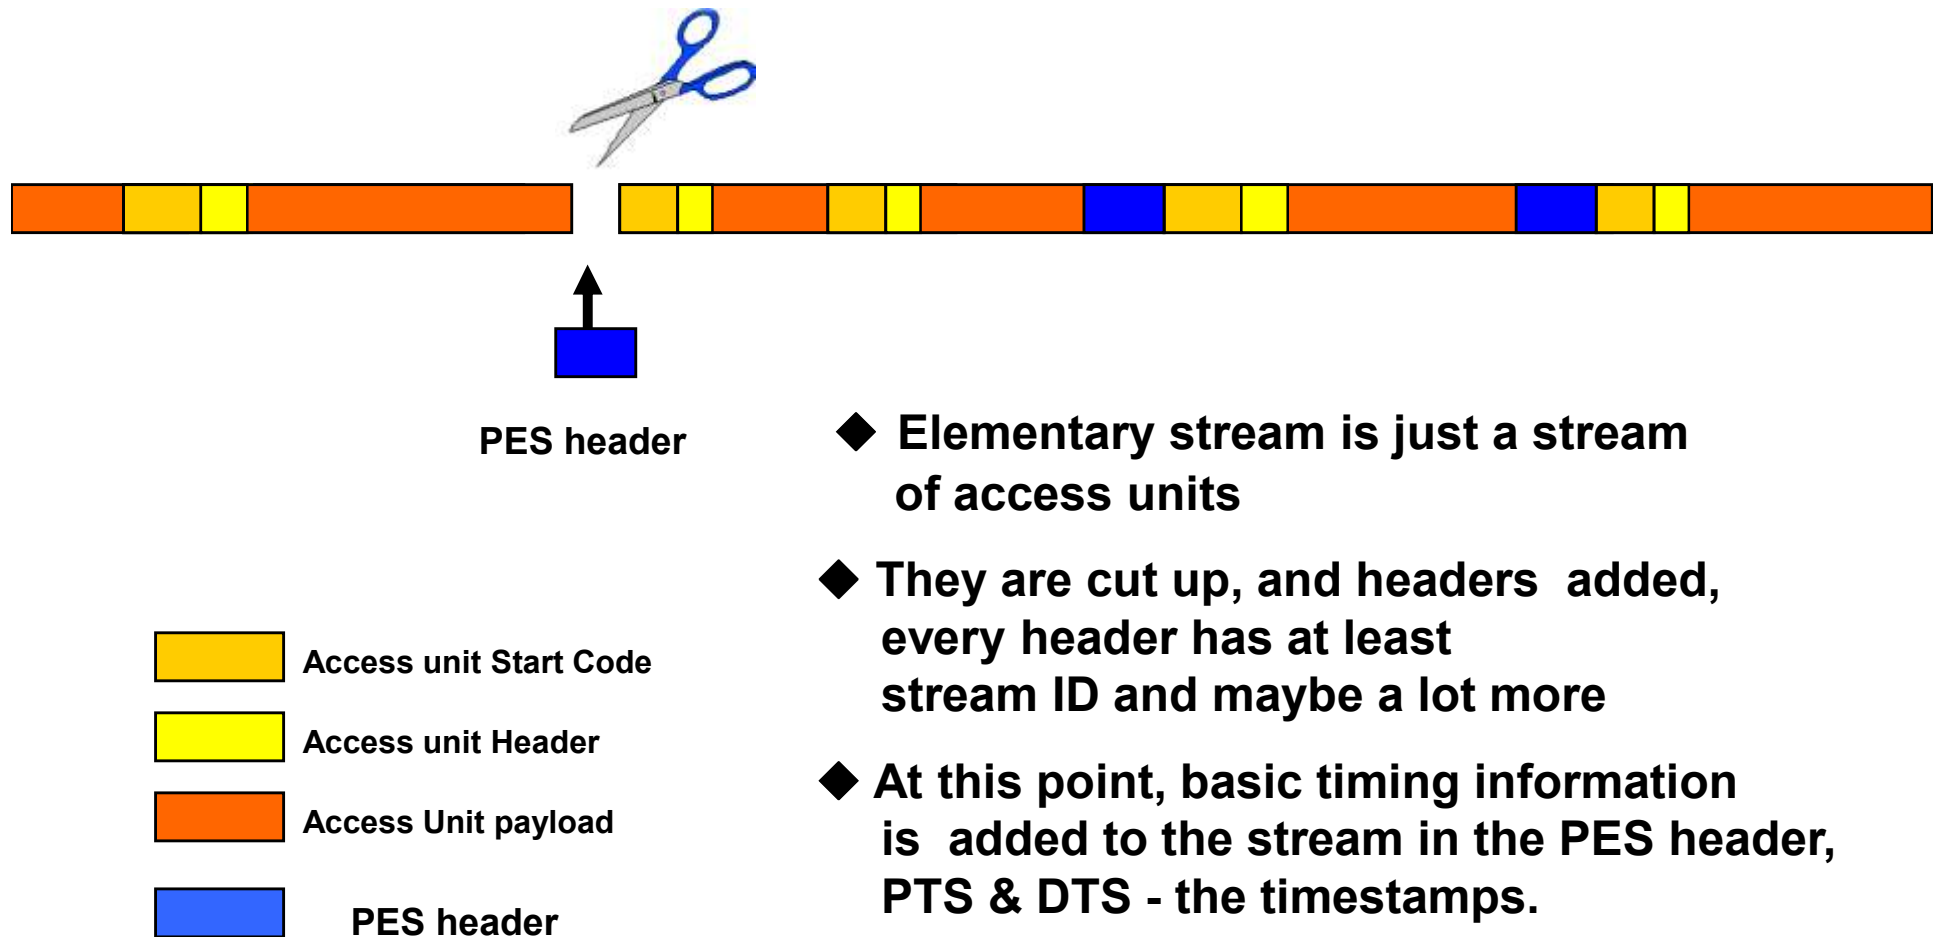 PES header
◆ Elementary stream is just a stream
of access units
◆ They are cut up, and headers added,
every header has at least
stream ID and maybe a lot more
◆ At this point, basic timing information
is added to the stream in the PES header,
PTS & DTS - the timestamps.
Access unit Start Code
Access unit Header
Access Unit payload
PES header